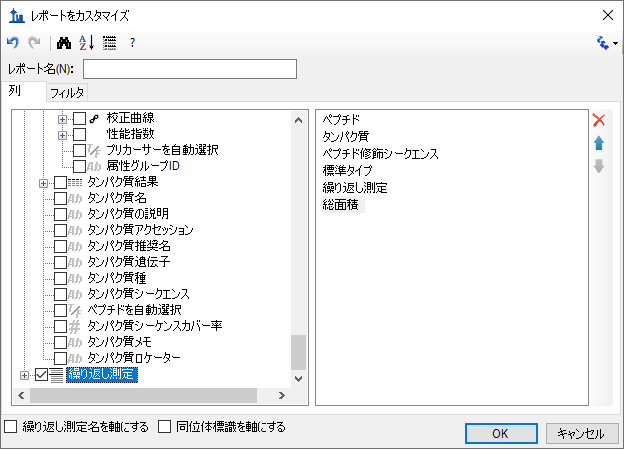 レポートをカスタマイズ
レポート名(N):
列
フィルタ
校正曲線
性能指数
プリカーサーを自動選択
属性グループID
タンパク質結果
タンパク質名
タンパク質の説明
タンパク質アクセッション
タンパク質推奨名
タンパク質遺伝子
タンパク質種
タンパク質シークエンス
ペプチドを自動選択
タンパク質シーケンスカバー率
タンパク質メモ
タンパク質ロケーター
繰り返し測定
ペプチド
タンパク質
ペプチド修飾シークエンス
標準タイプ
繰り返し測定
総面積
繰り返し測定名を軸にする
同位体標識を軸にする
OK
キャンセル